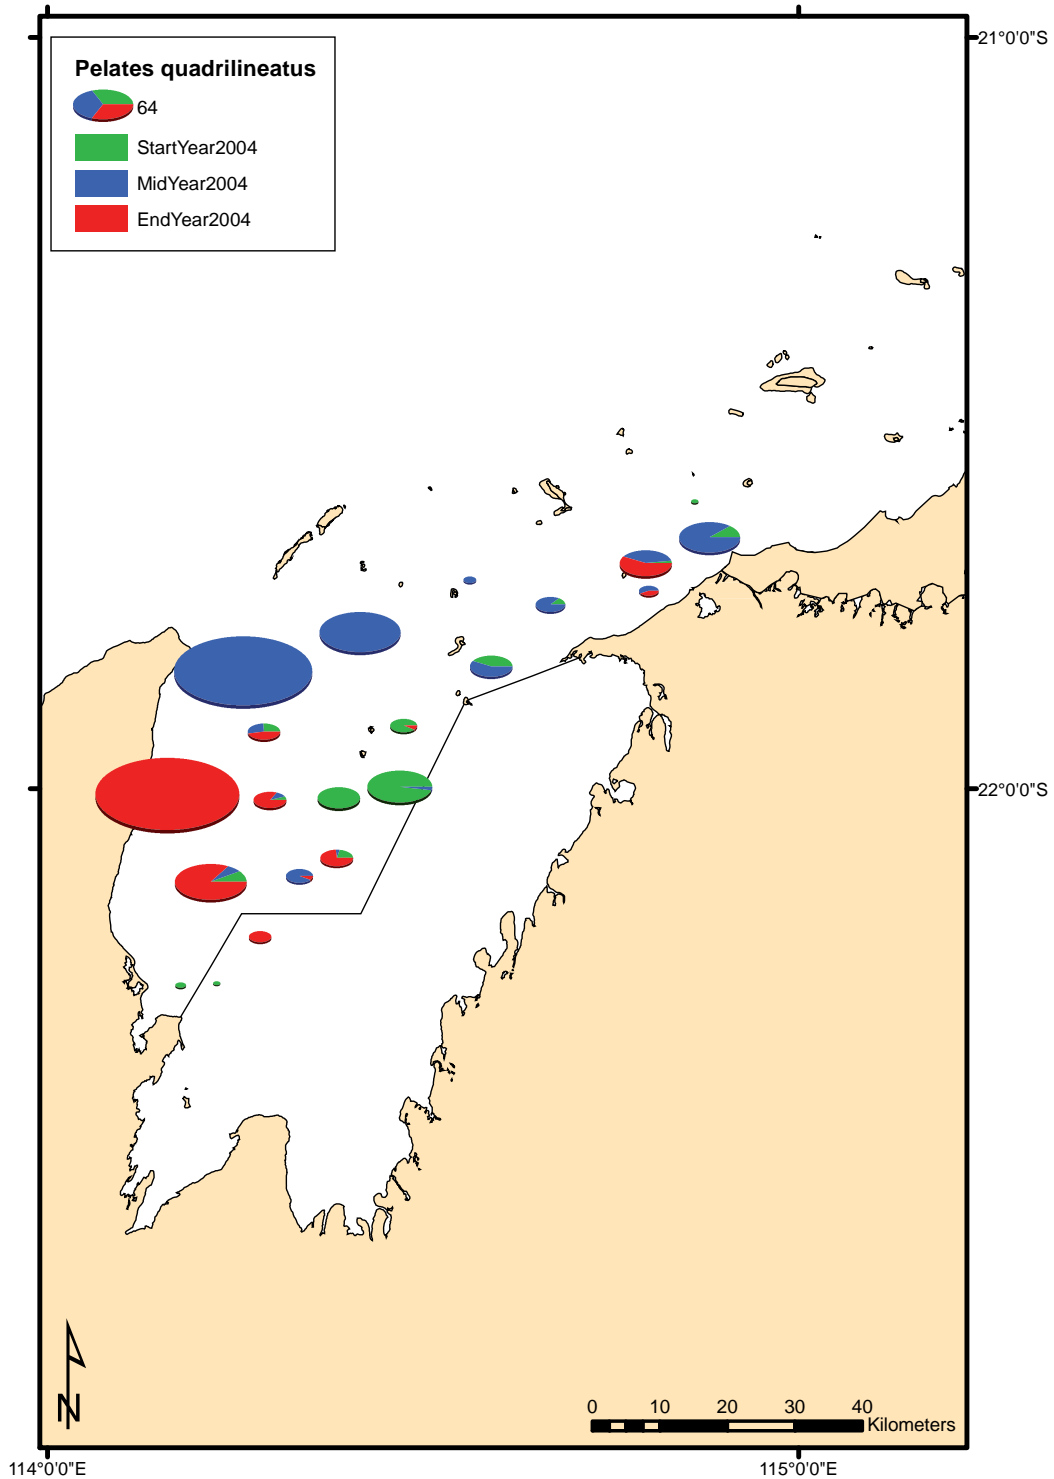 21°0'0"S
Pelates quadrilineatus
64
StartYear2004
MidYear2004
EndYear2004
22°0'0"S
N
0 10 20 30 40
Kilometers
114°0'0"E 115°0'0"E